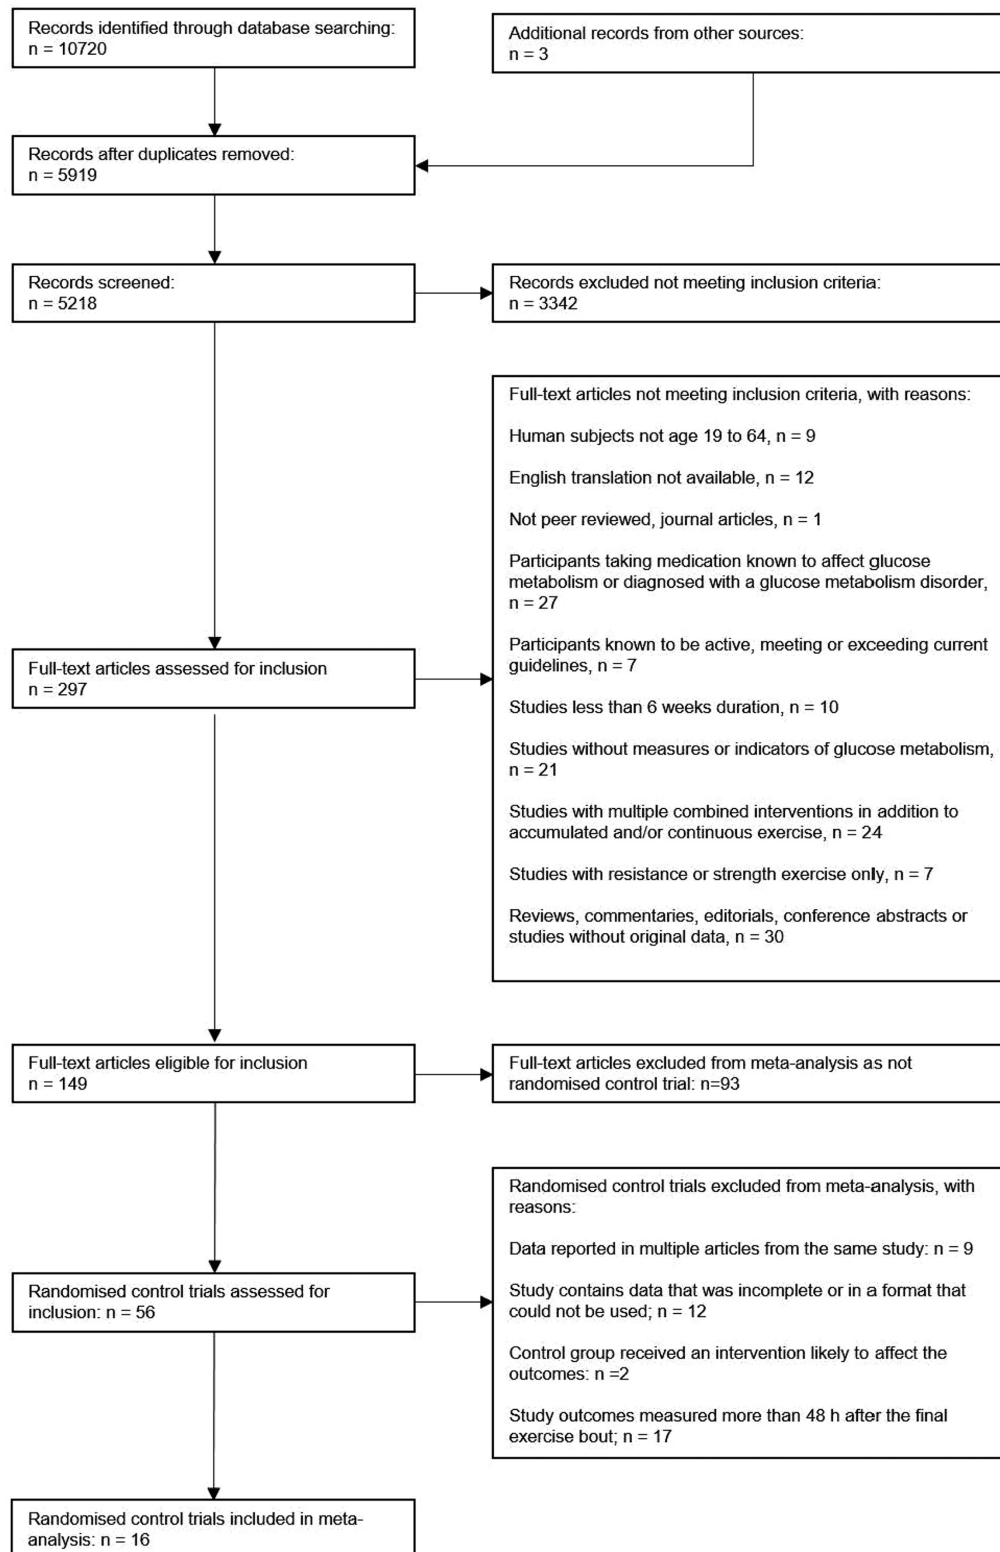 Records identified through database searching:
n = 10720
Additional records from other sources:
n = 3
Records after duplicates removed:
n = 5919
Records screened:
n = 5218
Records excluded not meeting inclusion criteria:
n = 3342
Full-text articles assessed for inclusion
n = 297
Full-text articles not meeting inclusion criteria, with reasons:
Human subjects not age 19 to 64, n = 9
English translation not available, n = 12
Not peer reviewed, journal articles, n = 1
Participants taking medication known to affect glucose
metabolism or diagnosed with a glucose metabolism disorder,
n = 27
Participants known to be active, meeting or exceeding current
guidelines, n = 7
Studies less than 6 weeks duration, n = 10
Studies without measures or indicators of glucose metabolism,
n = 21
Studies with multiple combined interventions in addition to
accumulated and/or continuous exercise, n = 24
Studies with resistance or strength exercise only, n = 7
Reviews, commentaries, editorials, conference abstracts or
studies without original data, n = 30
Full-text articles eligible for inclusion
n = 149
Full-text articles excluded from meta-analysis as not
randomised control trial: n=93
Randomised control trials assessed for
inclusion: n = 56
Randomised control trials excluded from meta-analysis, with
reasons:
Data reported in multiple articles from the same study: n = 9
Study contains data that was incomplete or in a format that
could not be used; n = 12
Control group received an intervention likely to affect the
outcomes: n =2
Study outcomes measured more than 48 h after the final
exercise bout; n = 17
Randomised control trials included in meta-
analysis: n = 16